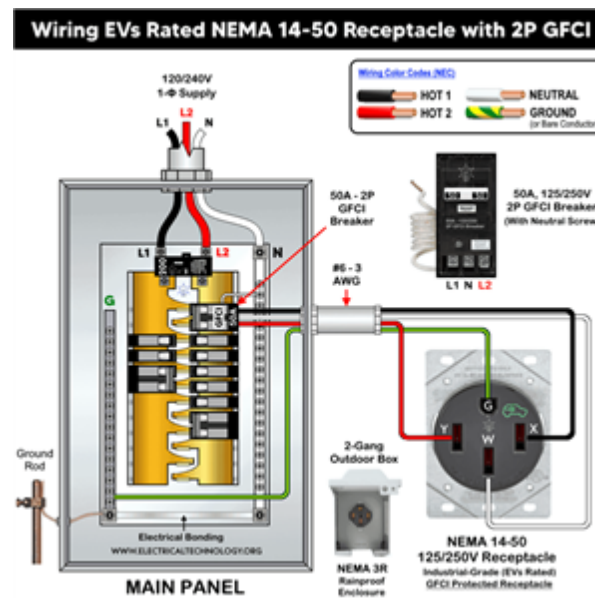 Wiring EVs Rated NEMA 14-50 Receptacle with 2P GFCI
120/240V
1-Φ Supply
L2
L1
N
Wiring Color Codes (NEC)
HOT 1
NEUTRAL
HOT 2
GROUND
(or Bare Conductor
50A - 2P
GFCI
Breaker
50A, 125/250V
2P GFCI Breaker
(With Neutral Screw
L1 N L2
L1
L2
N
200
G
GFCI
50A
#6 - 3
AWG
G
Y
W
X
2-Gang
Outdoor Box
Ground
Rod
Electrical Bonding
WWW.ELECTRICALTECHNOLOGY.ORG
MAIN PANEL
NEMA 3R
Rainproof
Enclosure
NEMA 14-50
125/250V Receptacle
Industrial-Grade (EVs Rated)
GFCI Protected Receptacle